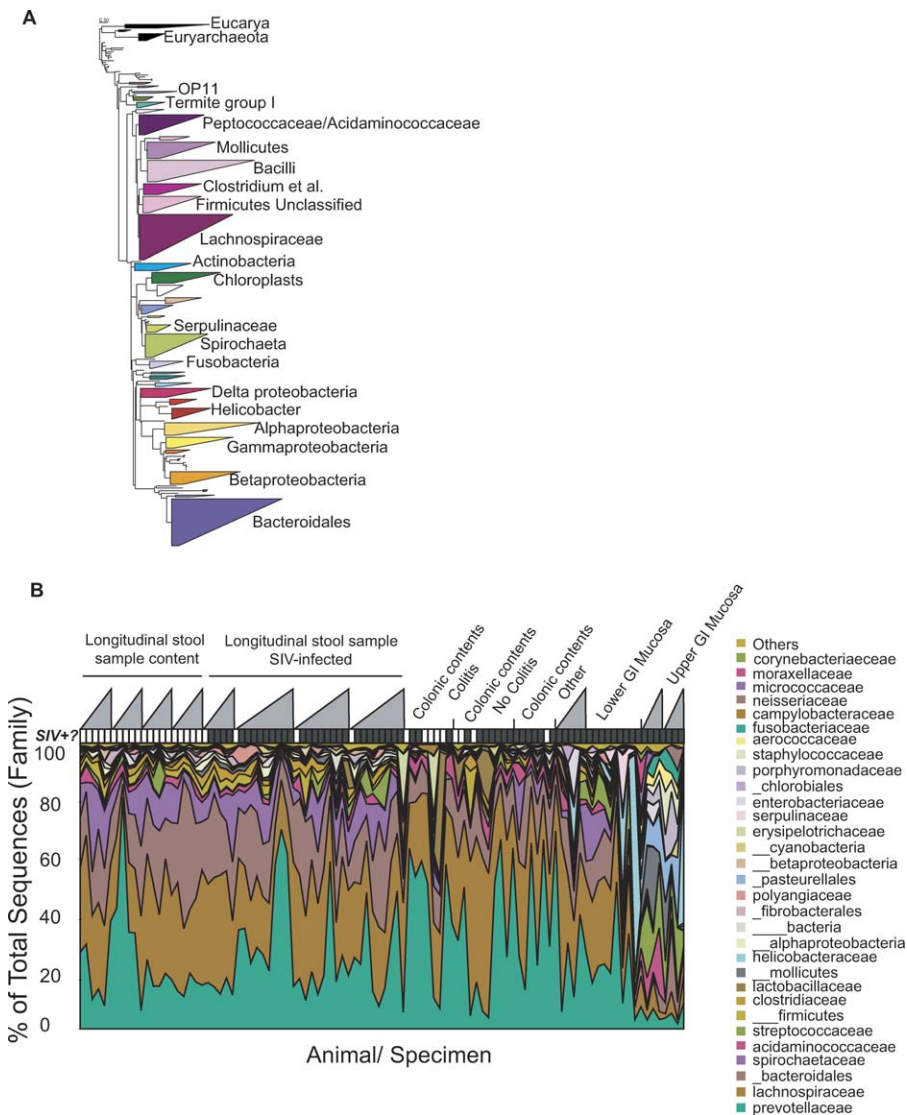 A
0.10
Eucarya
Euryarchaeota
OP11
Termite group I
Peptococcaceae/Acidaminococcaceae
Mollicutes
Bacilli
Clostridium et al.
Firmicutes Unclassified
Lachnospiraceae
Actinobacteria
Chloroplasts
Serpulinaceae
Spirochaeta
Fusobacteria
Delta proteobacteria
Helicobacter
Alphaproteobacteria
Gammaproteobacteria
Betaproteobacteria
Bacteroidales
B
Longitudinal stool
sample content
Longitudinal stool sample
SIV-infected
Colonic contents
Colitis
Colonic contents
No Colitis
Colonic contents
Other
Lower GI Mucosa
Upper GI Mucosa
SIV+?
% of Total Sequences (Family)
100
80
60
40
20
0
Animal/ Specimen
Others
corynebacteriaeceae
moraxellaceae
micrococcaceae
neisseriaceae
campylobacteraceae
fusobacteriaceae
aerococcaceae
staphylococcaceae
porphyromonadaceae
_chlorobiales
enterobacteriaceae
serpulinaceae
erysipelotrichaceae
__cyanobacteria
__betaproteobacteria
_pasteurellales
polyangiaceae
_fibrobacterales
____bacteria
__alphaproteobacteria
helicobacteraceae
__mollicutes
lactobacillaceae
clostridiaceae
___firmicutes
streptococcaceae
acidaminococcaceae
spirochaetaceae
_bacteroidales
lachnospiraceae
prevotellaceae